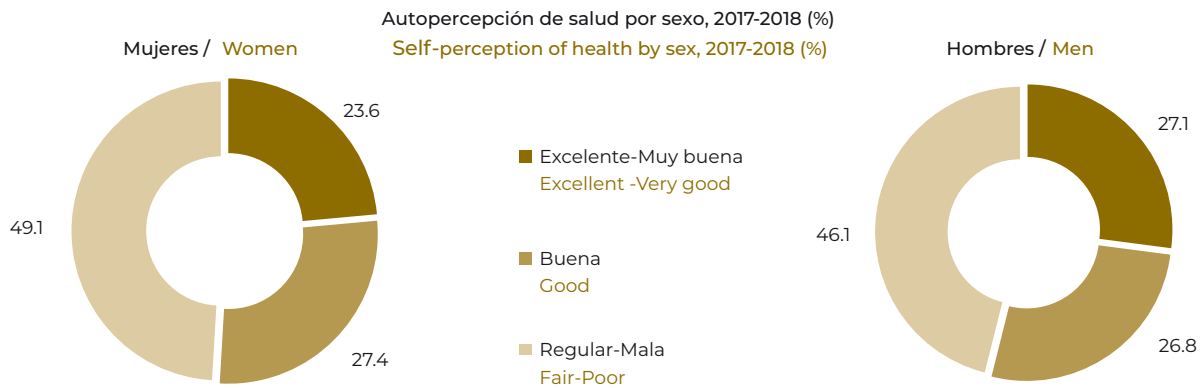 Autopercepción de salud por sexo, 2017-2018 (%)
Self-perception of health by sex, 2017-2018 (%)
Mujeres / Women
23.6
49.1
27.4
Excelente-Muy buena
Excellent -Very good
Buena
Good
Regular-Mala
Fair-Poor
Hombres / Men
27.1
46.1
26.8